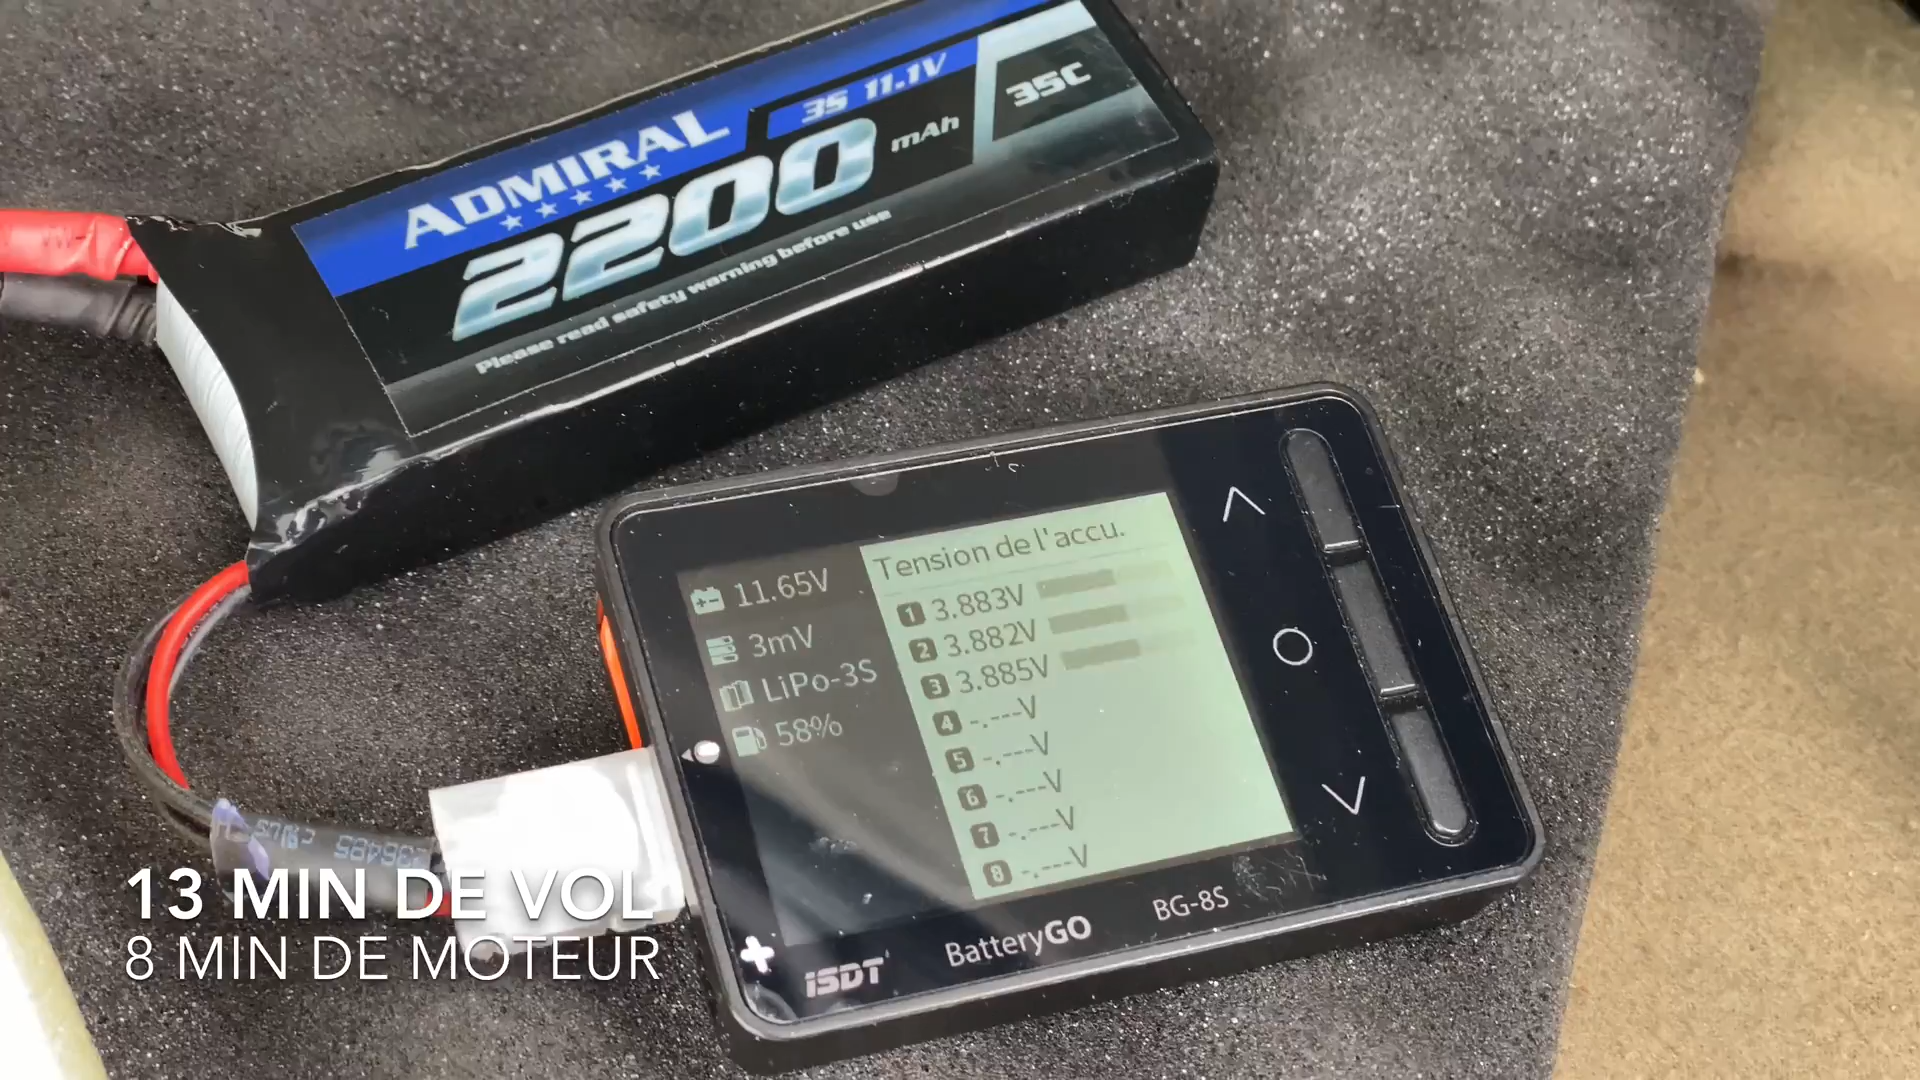 ADMIRAL
3S 11.1V
2200 mAh
35C
Please read safety warning before use
Tension de l'accu.
11.65V
3mV
LiPo-3S
58%
1 3.883V
2 3.882V
3 3.885V
4 -.---V
5 -.---V
6 -.---V
7 -.---V
8 -.---V
iSDT
BatteryGO
BG-8S
13 MIN DE VOL
8 MIN DE MOTEUR